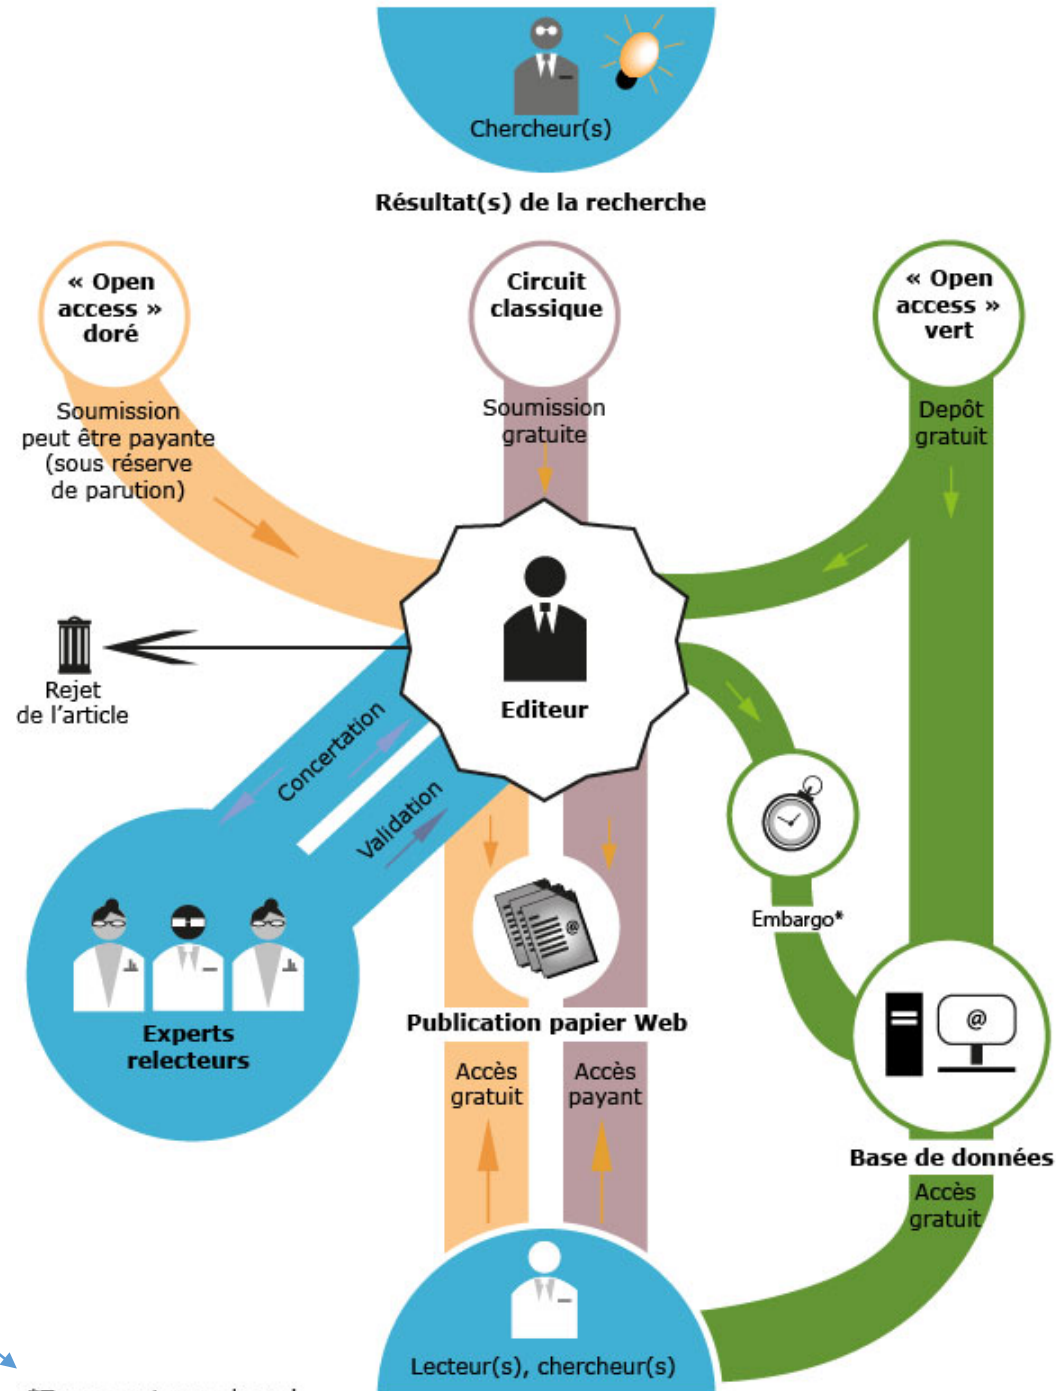 Chercheur(s)
Résultat(s) de la recherche
« Open
access »
doré
Circuit
classique
« Open
access »
vert
Soumission
peut être payante
(sous réserve
de parution)
Soumission
gratuite
Depôt
gratuit
Editeur
Rejet
de l'article
Concertation
Validation
Embargo*
@
Experts
relecteurs
Publication papier Web
@
Accès
gratuit
Accès
payant
Base de données
Accès
gratuit
Lecteur(s), chercheur(s)